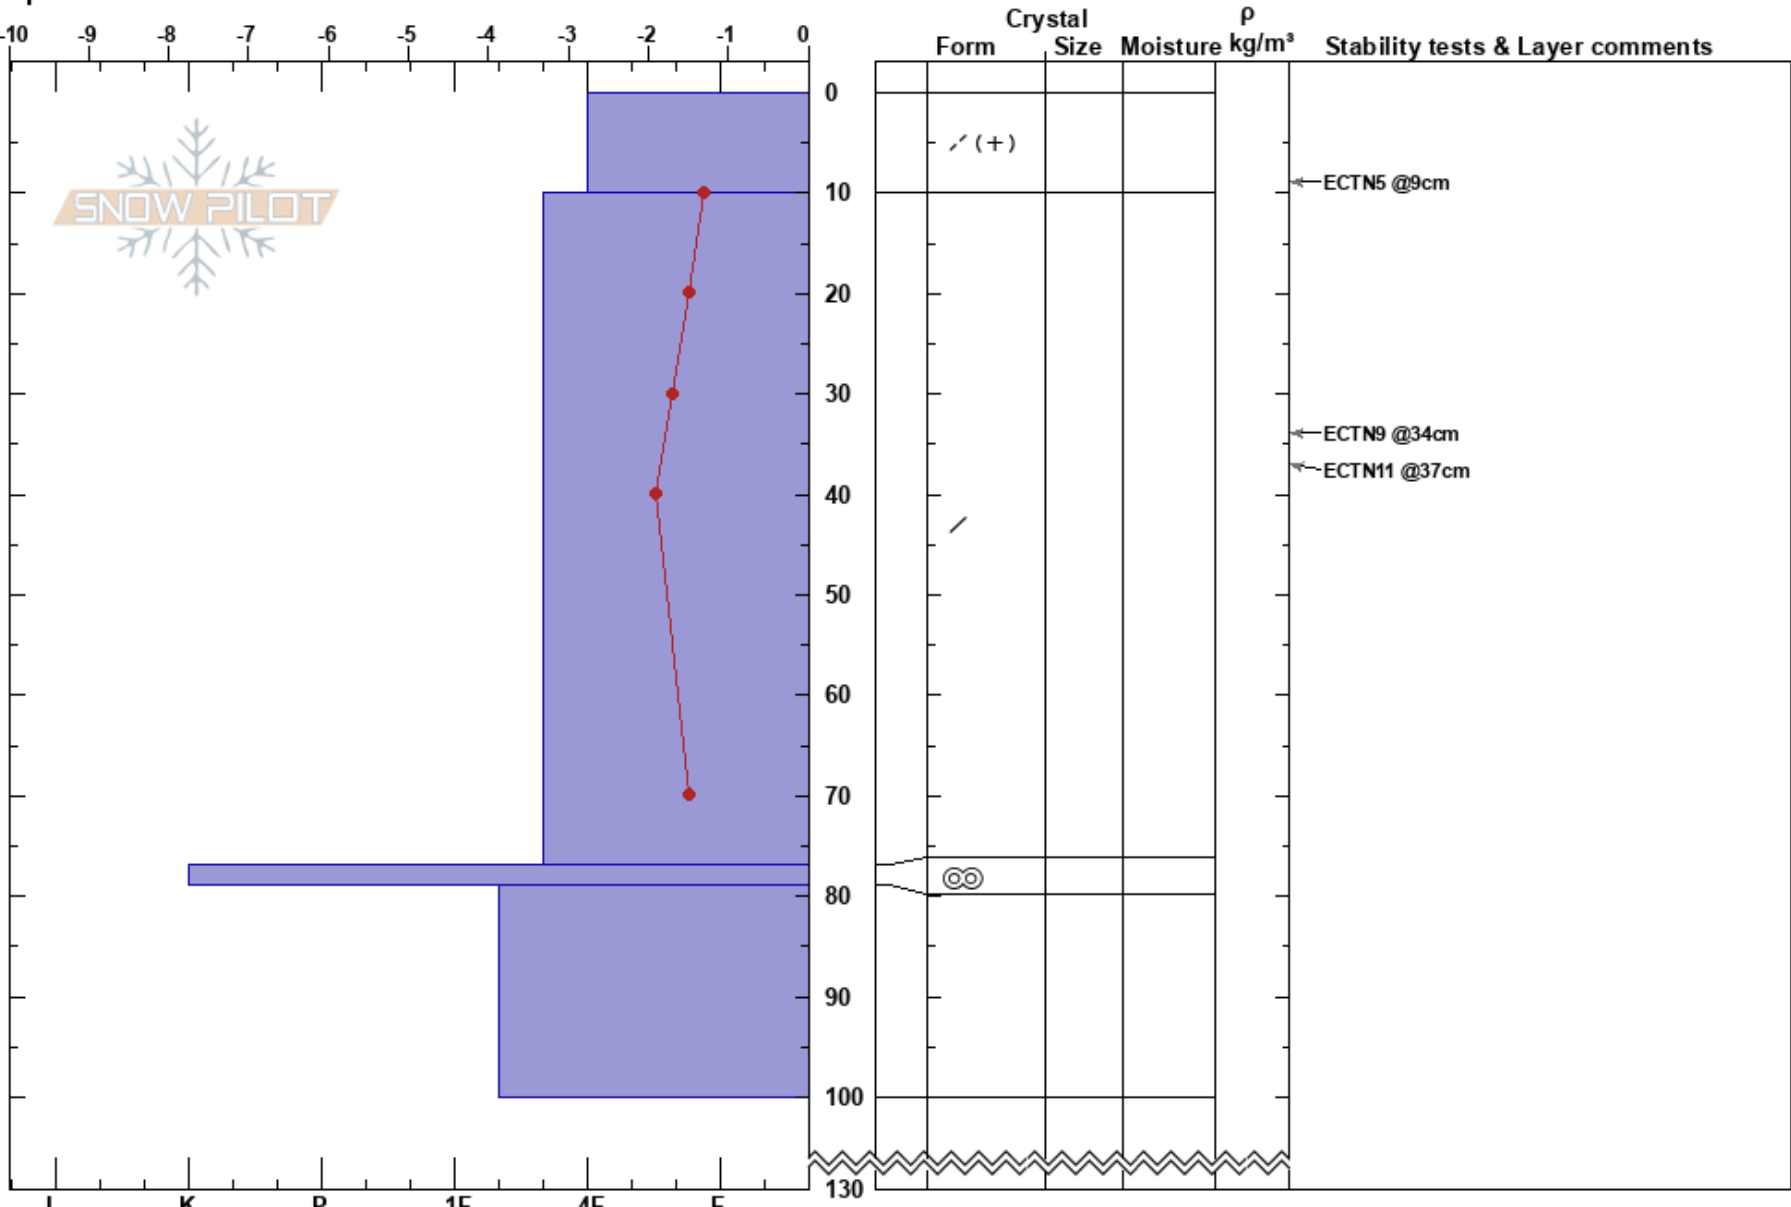 -10 -9 -8 -7 -6 -5 -4 -3 -2 -1 0
Crystal
ρ
Form Size Moisture kg/m³ Stability tests & Layer comments
0
(+)
SNOW PILOT
10
ECTN5 @9cm
20
30
ECTN9 @34cm
ECTN11 @37cm
40
50
60
70
80
90
100
130
I K P 1F 4F F